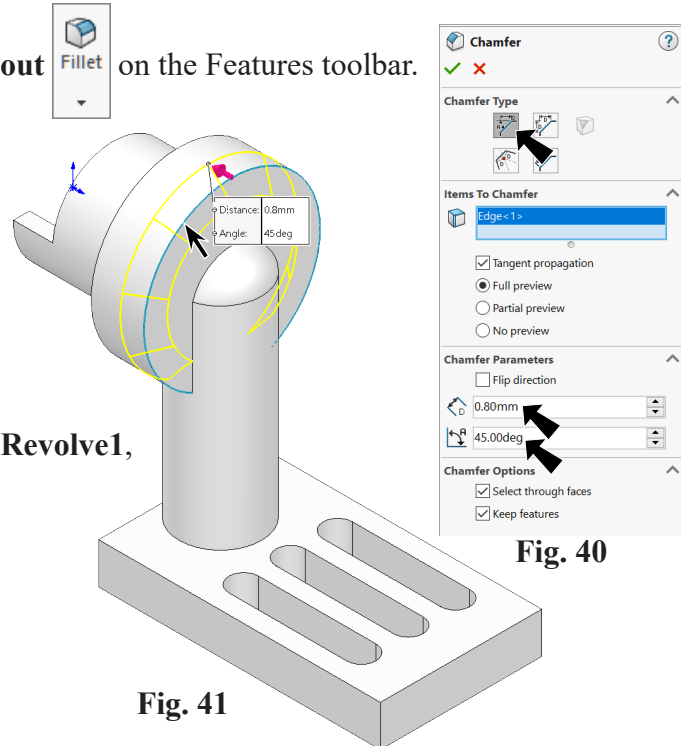 out Fillet on the Features toolbar.
Chamfer ?
Chamfer Type
Items To Chamfer
Edge<1>
Tangent propagation
Full preview
Partial preview
No preview
Chamfer Parameters
Flip direction
D 0.80mm
A 45.00deg
Chamfer Options
Select through faces
Keep features
Fig. 40
Distance: 0.8mm
Angle: 45deg
Revolve1,
Fig. 41